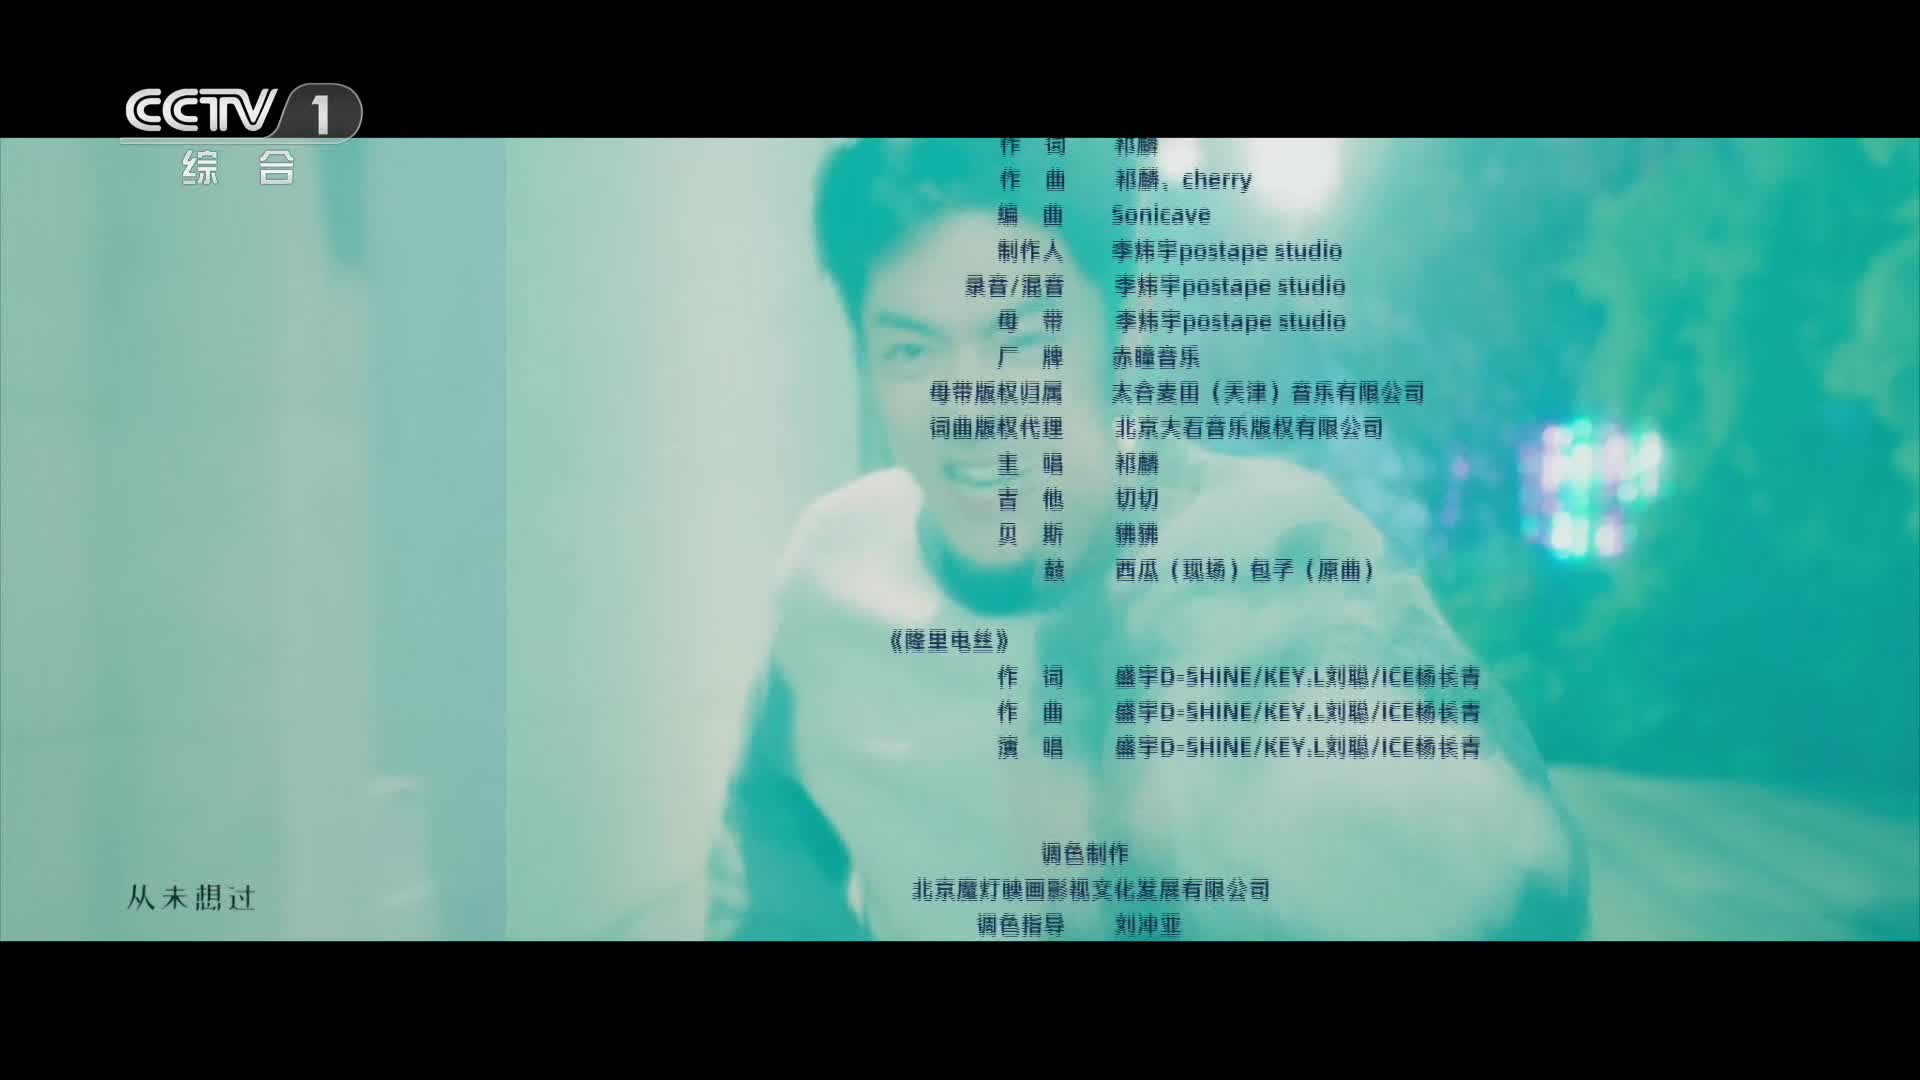 CCTV 1
综合
作 词 祁麟
作 曲 祁麟、cherry
编 曲 Sonicave
制作人 李炜宇postape studio
录音/混音 李炜宇postape studio
母 带 李炜宇postape studio
厂 牌 赤瞳音乐
母带版权归属 太合麦田（天津）音乐有限公司
词曲版权代理 北京大石音乐版权有限公司
主 唱 祁麟
吉 他 切切
贝 斯 狒狒
鼓 西瓜（现场）包子（原曲）
《隆里电丝》
作 词 盛宇D-SHINE/KEY.L刘聪/ICE杨长青
作 曲 盛宇D-SHINE/KEY.L刘聪/ICE杨长青
演 唱 盛宇D-SHINE/KEY.L刘聪/ICE杨长青
调色制作
北京魔灯映画影视文化发展有限公司
调色指导 刘冲亚
从未想过